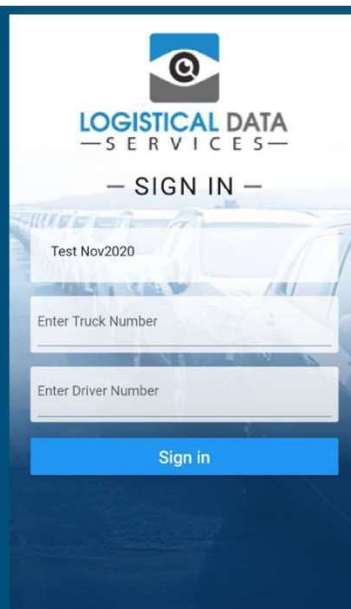 LOGISTICAL DATA
SERVICES
SIGN IN
Test Nov2020
Enter Truck Number
Enter Driver Number
Sign in